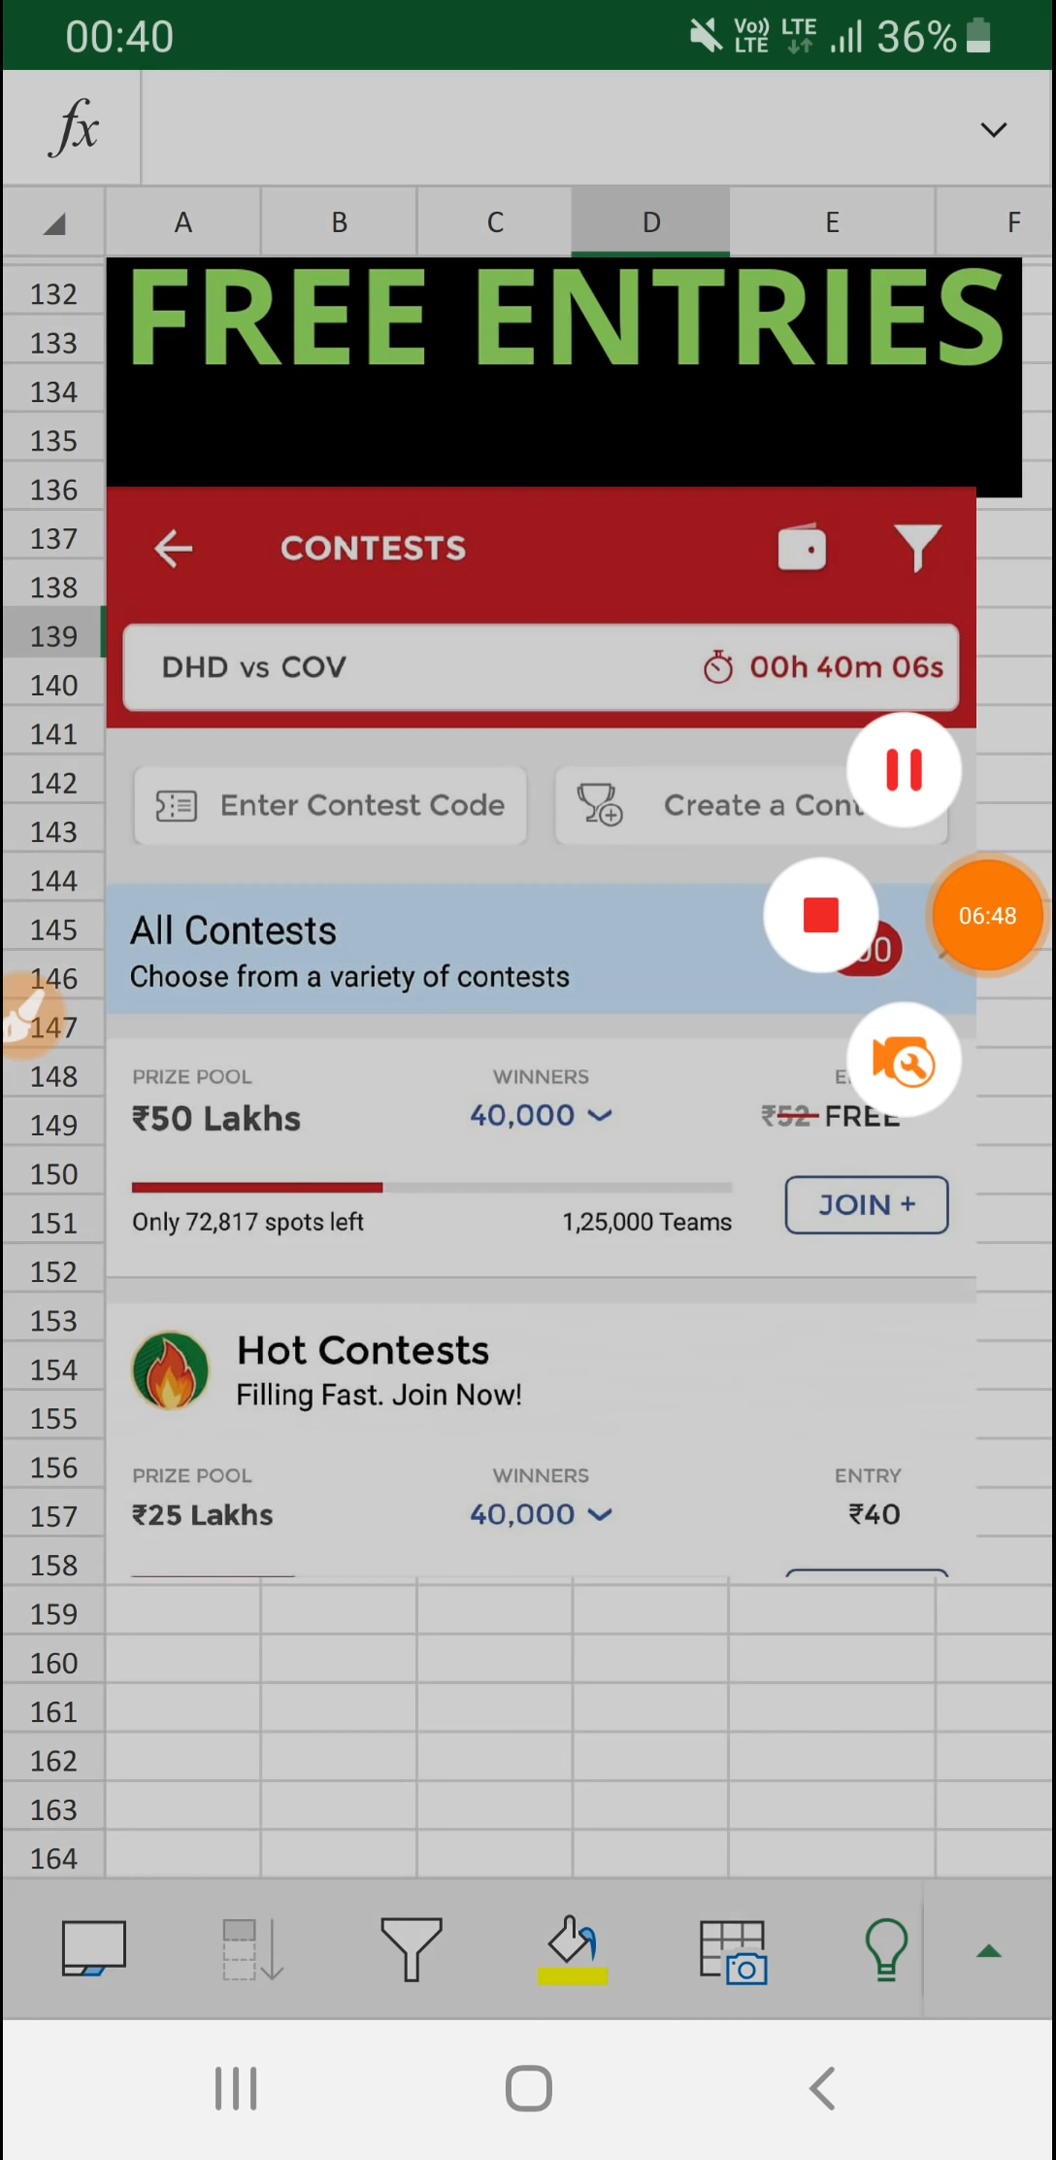 00:40 Vo)) LTE LTE 36%
fx
A B C D E F
132
FREE ENTRIES
133
134
135
136
137
CONTESTS
138
139
DHD vs COV 00h 40m 06s
140
141
142
Enter Contest Code Create a
143
144
145
All Contests
06:48
146
Choose from a variety of contests
147
148
PRIZE POOL WINNERS
149
₹50 Lakhs 40,000 ₹52 FREE
150
JOIN +
151
Only 72,817 spots left 1,25,000 Teams
152
153
Hot Contests
154
Filling Fast. Join Now!
155
156
PRIZE POOL WINNERS ENTRY
157
₹25 Lakhs 40,000 ₹40
158
159
160
161
162
163
164